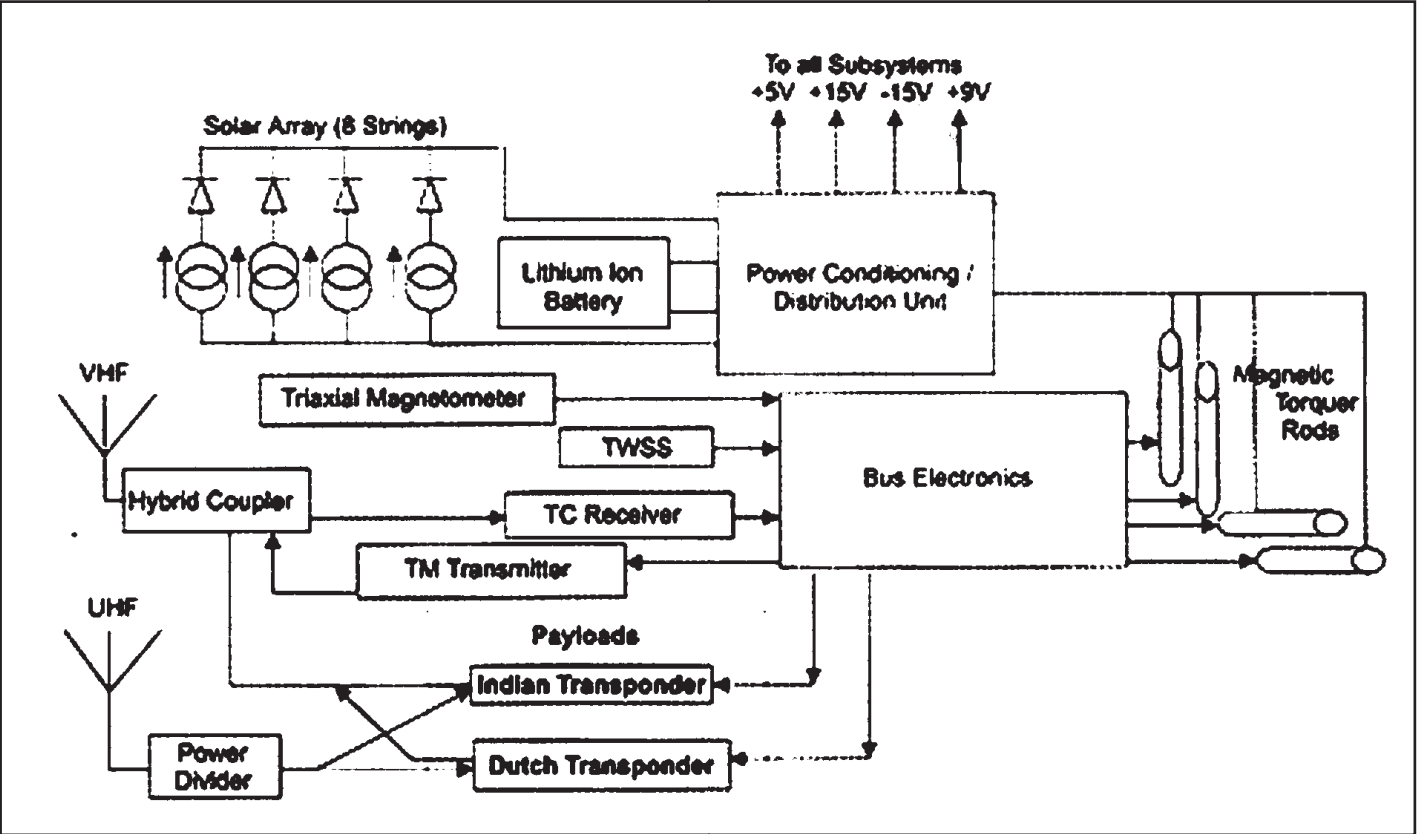 To all Subsystems
+5V +15V -15V +9V
Solar Array (8 Strings)
Lithium Ion
Battery
Power Conditioning /
Distribution Unit
VHF
Triaxial Magnetometer
Magnetic
Torquer
Rods
TWSS
Bus Electronics
Hybrid Coupler
TC Receiver
TM Transmitter
UHF
Payloads
Indian Transponder
Power
Divider
Dutch Transponder